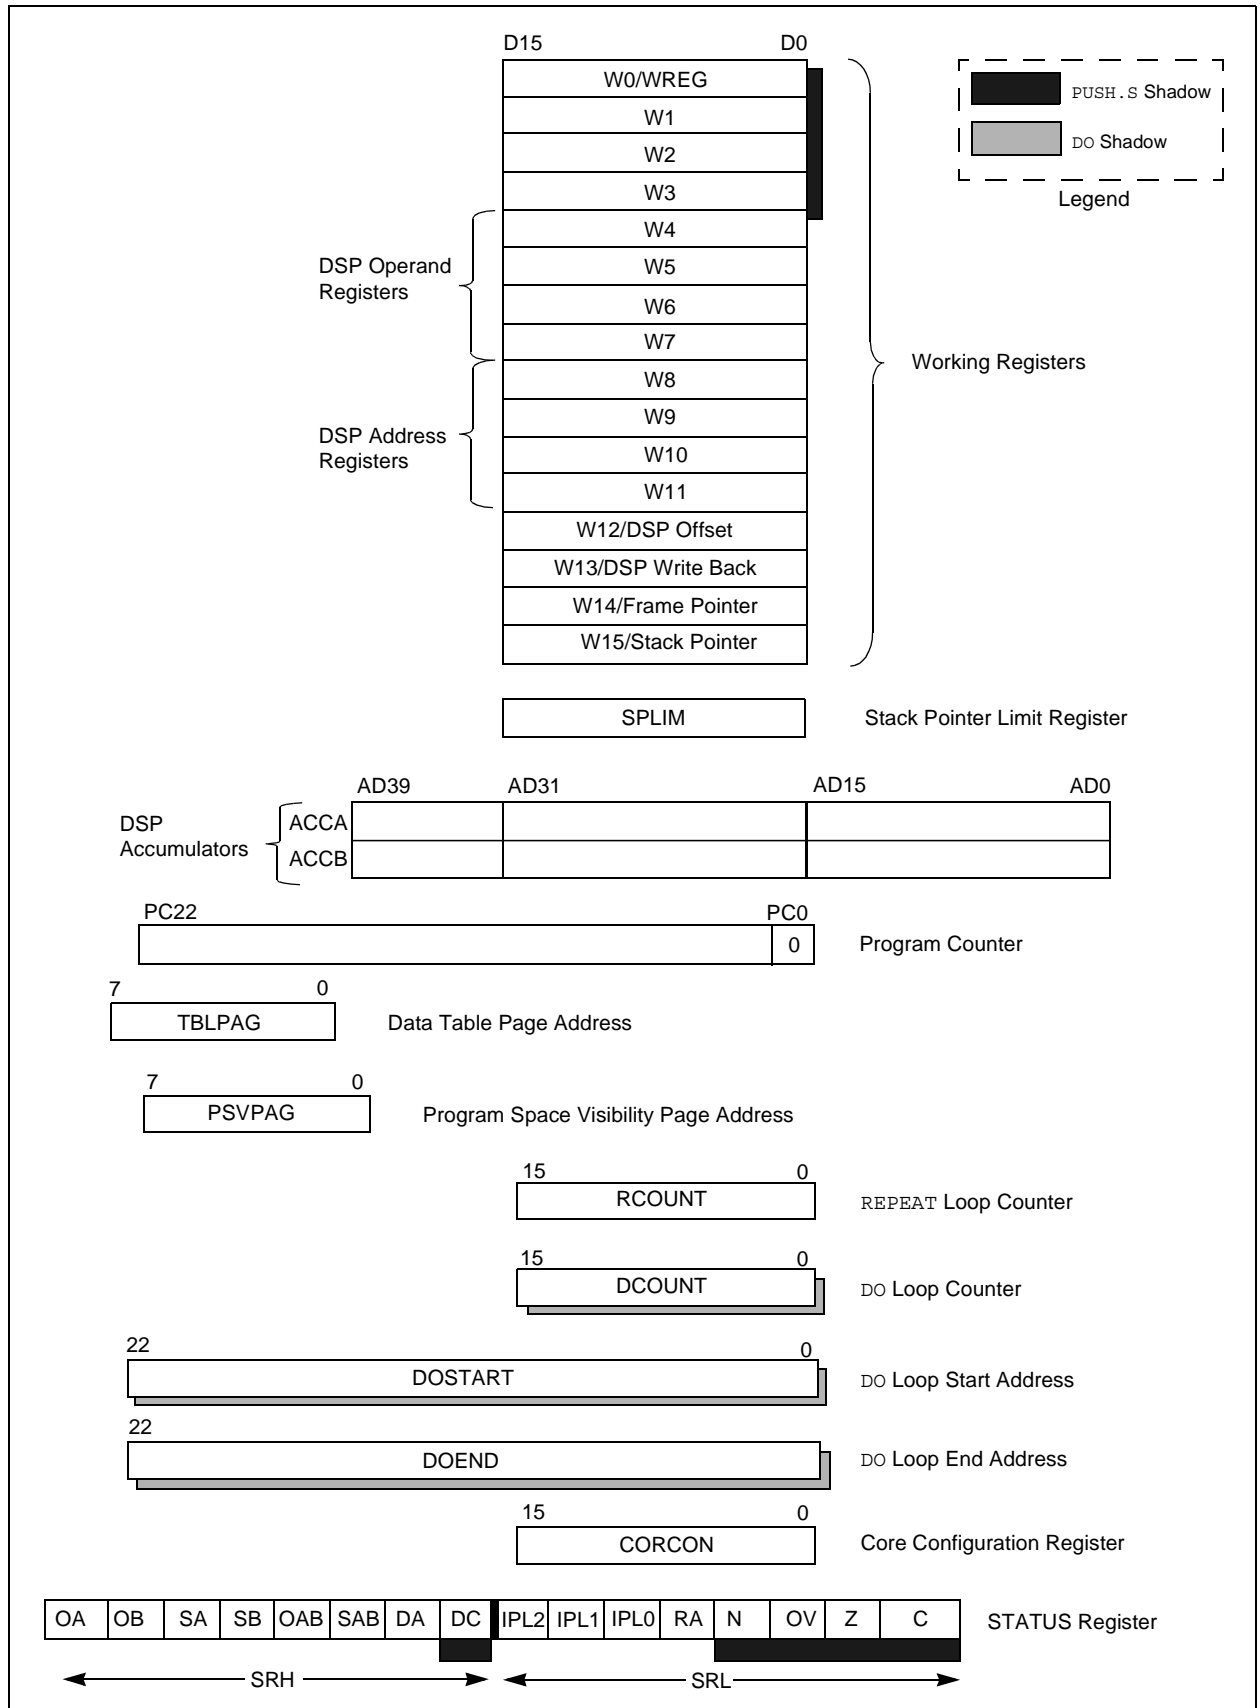 D15 D0
W0/WREG
W1
W2
W3
W4
W5
W6
W7
W8
W9
W10
W11
W12/DSP Offset
W13/DSP Write Back
W14/Frame Pointer
W15/Stack Pointer
PUSH.S Shadow
DO Shadow
Legend
DSP Operand
Registers
DSP Address
Registers
Working Registers
SPLIM
Stack Pointer Limit Register
AD39 AD31 AD15 AD0
DSP
Accumulators
ACCA
ACCB
PC22 PC0
0
Program Counter
7 0
TBLPAG
Data Table Page Address
7 0
PSVPAG
Program Space Visibility Page Address
15 0
RCOUNT
REPEAT Loop Counter
15 0
DCOUNT
DO Loop Counter
22 0
DOSTART
DO Loop Start Address
22
DOEND
DO Loop End Address
15 0
CORCON
Core Configuration Register
OA OB SA SB OAB SAB DA DC IPL2 IPL1 IPL0 RA N OV Z C
STATUS Register
SRH SRL